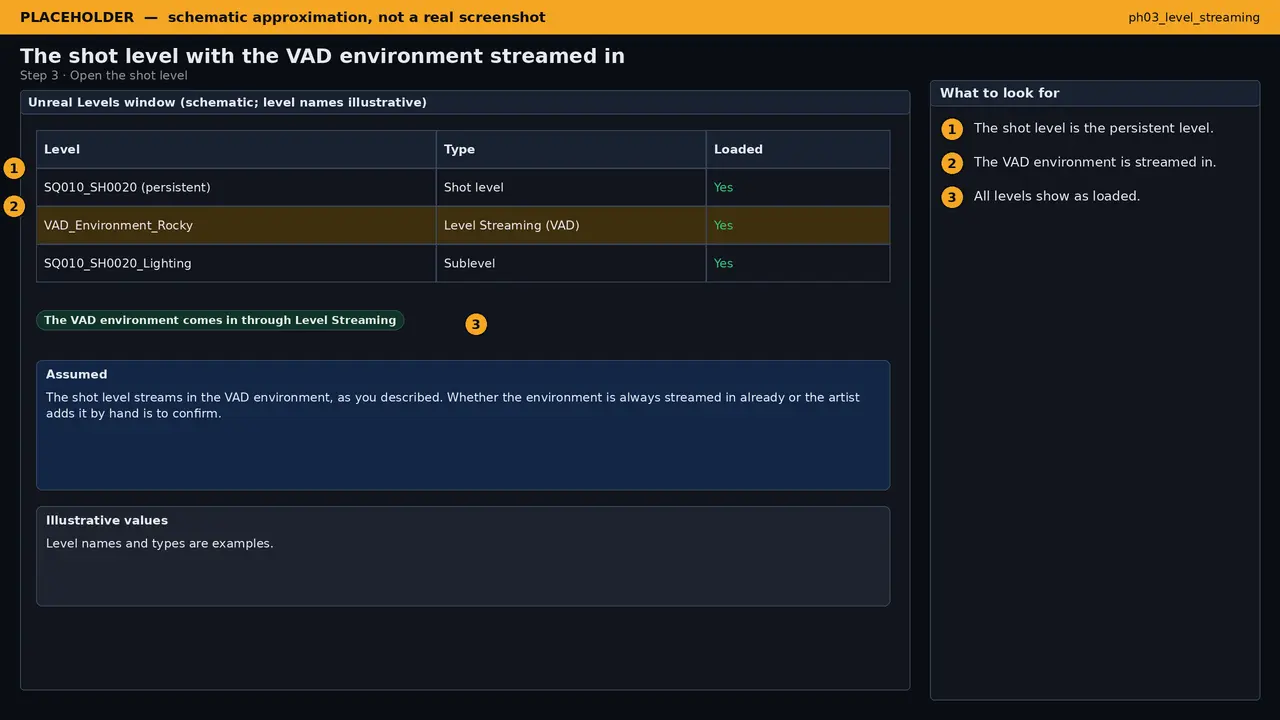 PLACEHOLDER — schematic approximation, not a real screenshot
ph03_level_streaming
The shot level with the VAD environment streamed in
Step 3 · Open the shot level
Unreal Levels window (schematic; level names illustrative)
Level Type Loaded
1
SQ010_SH0020 (persistent) Shot level Yes
2
VAD_Environment_Rocky Level Streaming (VAD) Yes
SQ010_SH0020_Lighting Sublevel Yes
The VAD environment comes in through Level Streaming
3
Assumed
The shot level streams in the VAD environment, as you described. Whether the environment is always streamed in already or the artist
adds it by hand is to confirm.
Illustrative values
Level names and types are examples.
What to look for
1 The shot level is the persistent level.
2 The VAD environment is streamed in.
3 All levels show as loaded.